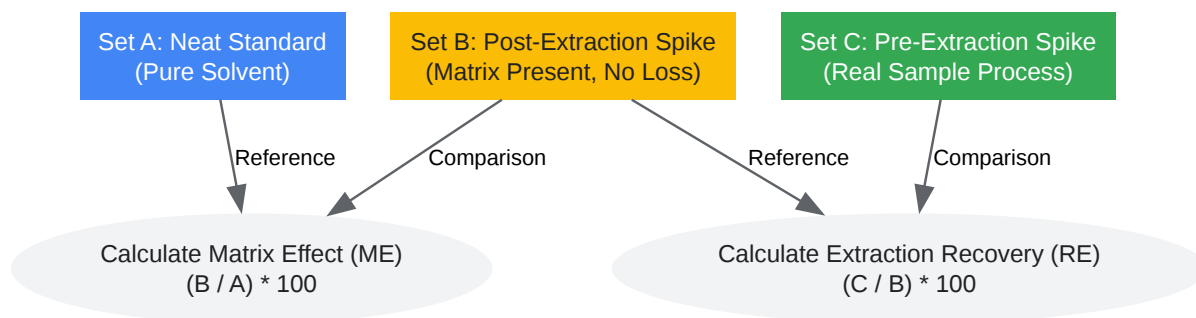 Set A: Neat Standard
(Pure Solvent)
Set B: Post-Extraction Spike
(Matrix Present, No Loss)
Set C: Pre-Extraction Spike
(Real Sample Process)
Reference
Comparison
Reference
Comparison
Calculate Matrix Effect (ME)
(B / A) * 100
Calculate Extraction Recovery (RE)
(C / B) * 100